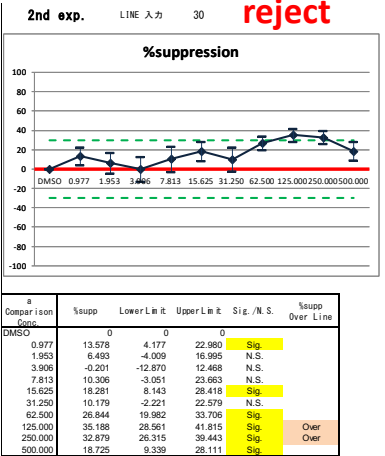 2nd exp. LINE 入力 30 reject
%suppression
100
80
60
40
20
0
-20
-40
-60
-80
-100
DMSO 0.977 1.953 3.906 7.813 15.625 31.250 62.500 125.000 250.000 500.000
a
Comparison Conc. %supp LowerLimit UpperLimit Sig./N.S. %supp Over Line
DMSO 0 0 0
0.977 13.578 4.177 22.980 Sig.
1.953 6.493 -4.009 16.995 N.S.
3.906 -0.201 -12.870 12.468 N.S.
7.813 10.306 -3.051 23.663 N.S.
15.625 18.281 8.143 28.418 Sig.
31.250 10.179 -2.221 22.579 N.S.
62.500 26.844 19.982 33.706 Sig.
125.000 35.188 28.561 41.815 Sig. Over
250.000 32.879 26.315 39.443 Sig. Over
500.000 18.725 9.339 28.111 Sig.